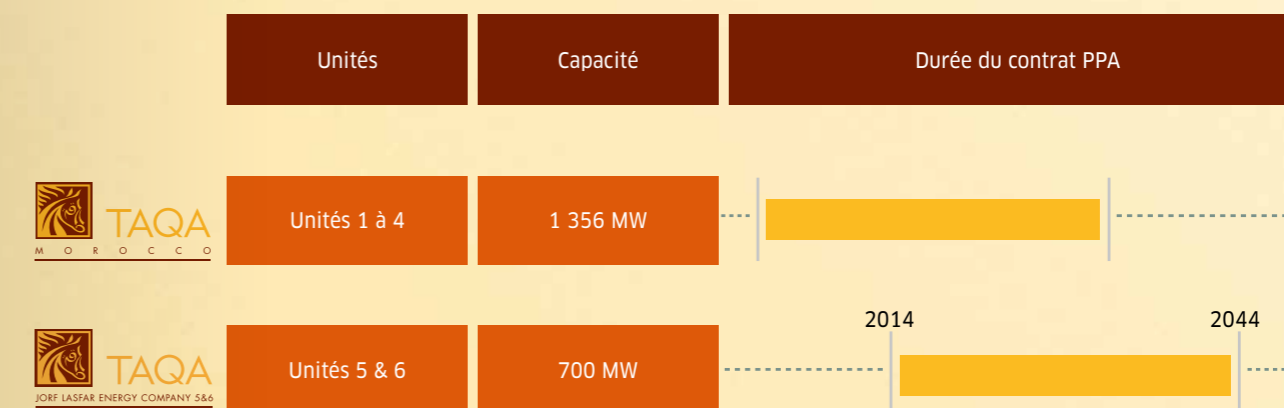 Unités
Capacité
Durée du contrat PPA
TAQA
MOROCCO
Unités 1 à 4
1 356 MW
2014
2044
TAQA
JORF LASFAR ENERGY COMPANY 5&6
Unités 5 & 6
700 MW